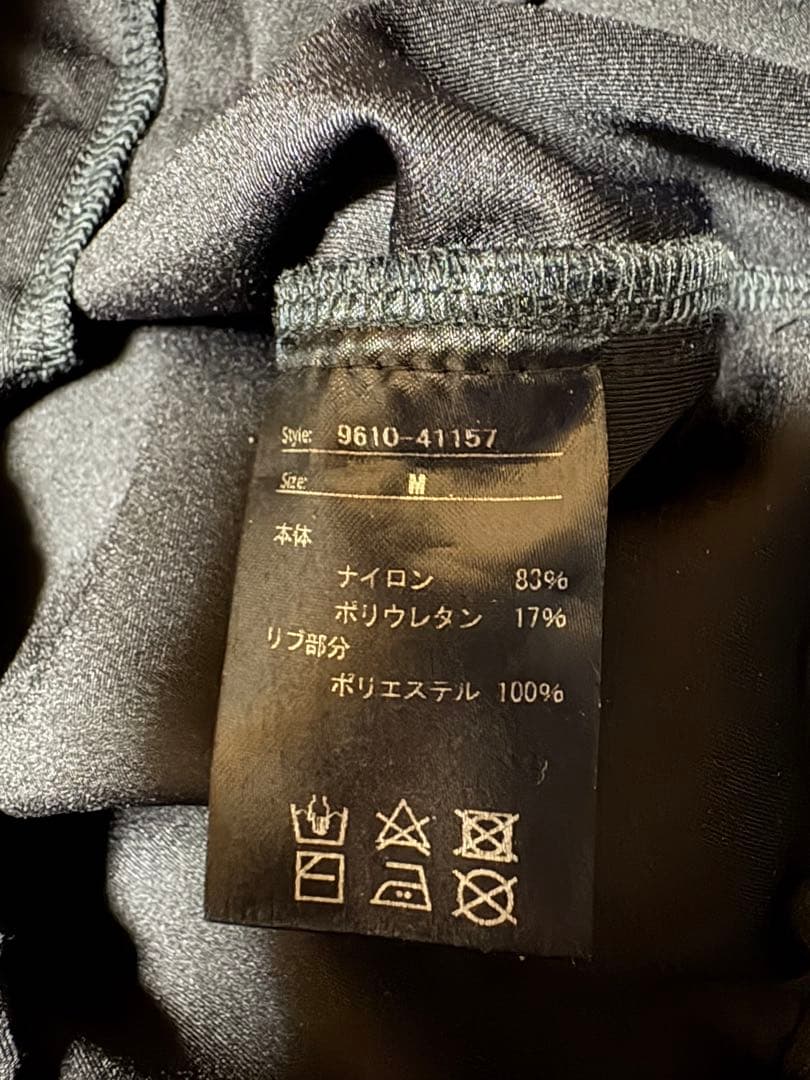 Style: 9610-41157
Size: M
本体
ナイロン 83%
ポリウレタン 17%
リブ部分
ポリエステル 100%